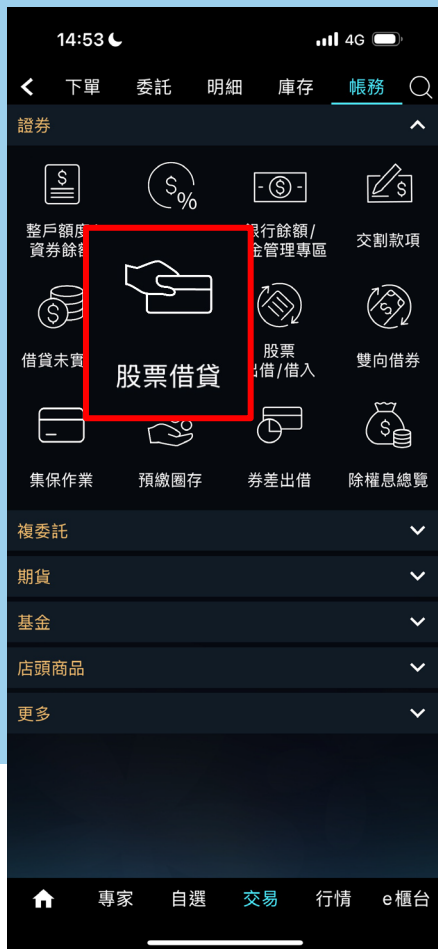 14:53
4G
下單 委託 明細 庫存 帳務
證券
整戶額度
資券餘
銀行餘額/
金管理專區
交割款項
股票借貸
借貸未實
股票
出借/借入
雙向借券
集保作業
預繳圈存
券差出借
除權息總覽
複委託
期貨
基金
店頭商品
更多
專家 自選 交易 行情 e櫃台